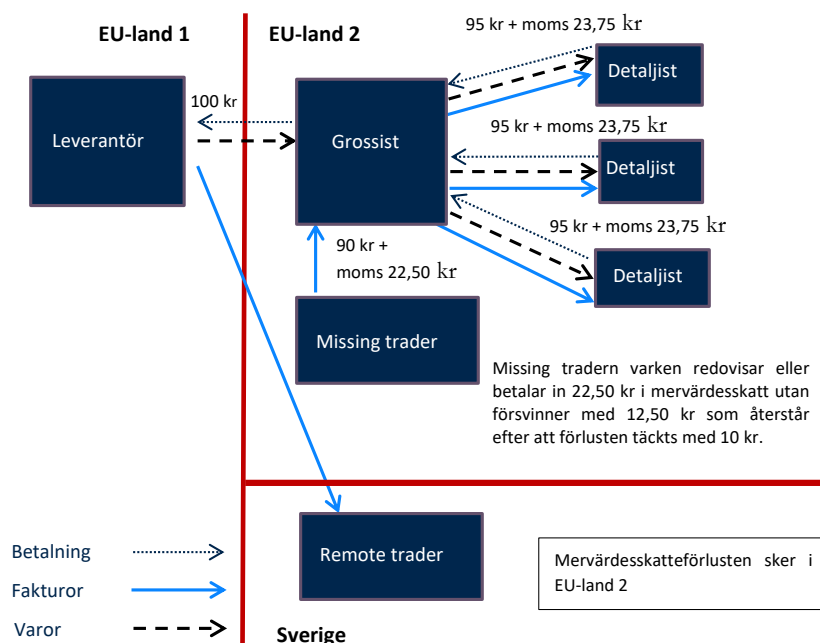 EU-land 1
EU-land 2
95 kr + moms 23,75 kr
Detaljist
100 kr
Leverantör
Grossist
95 kr + moms 23,75 kr
Detaljist
95 kr + moms 23,75 kr
90 kr +
moms 22,50 kr
Detaljist
Missing trader
Missing tradern varken redovisar eller
betalar in 22,50 kr i mervärdesskatt utan
försvinner med 12,50 kr som återstår
efter att förlusten täckts med 10 kr.
Betalning
Remote trader
Mervärdesskatteförlusten sker i
EU-land 2
Fakturor
Varor
Sverige